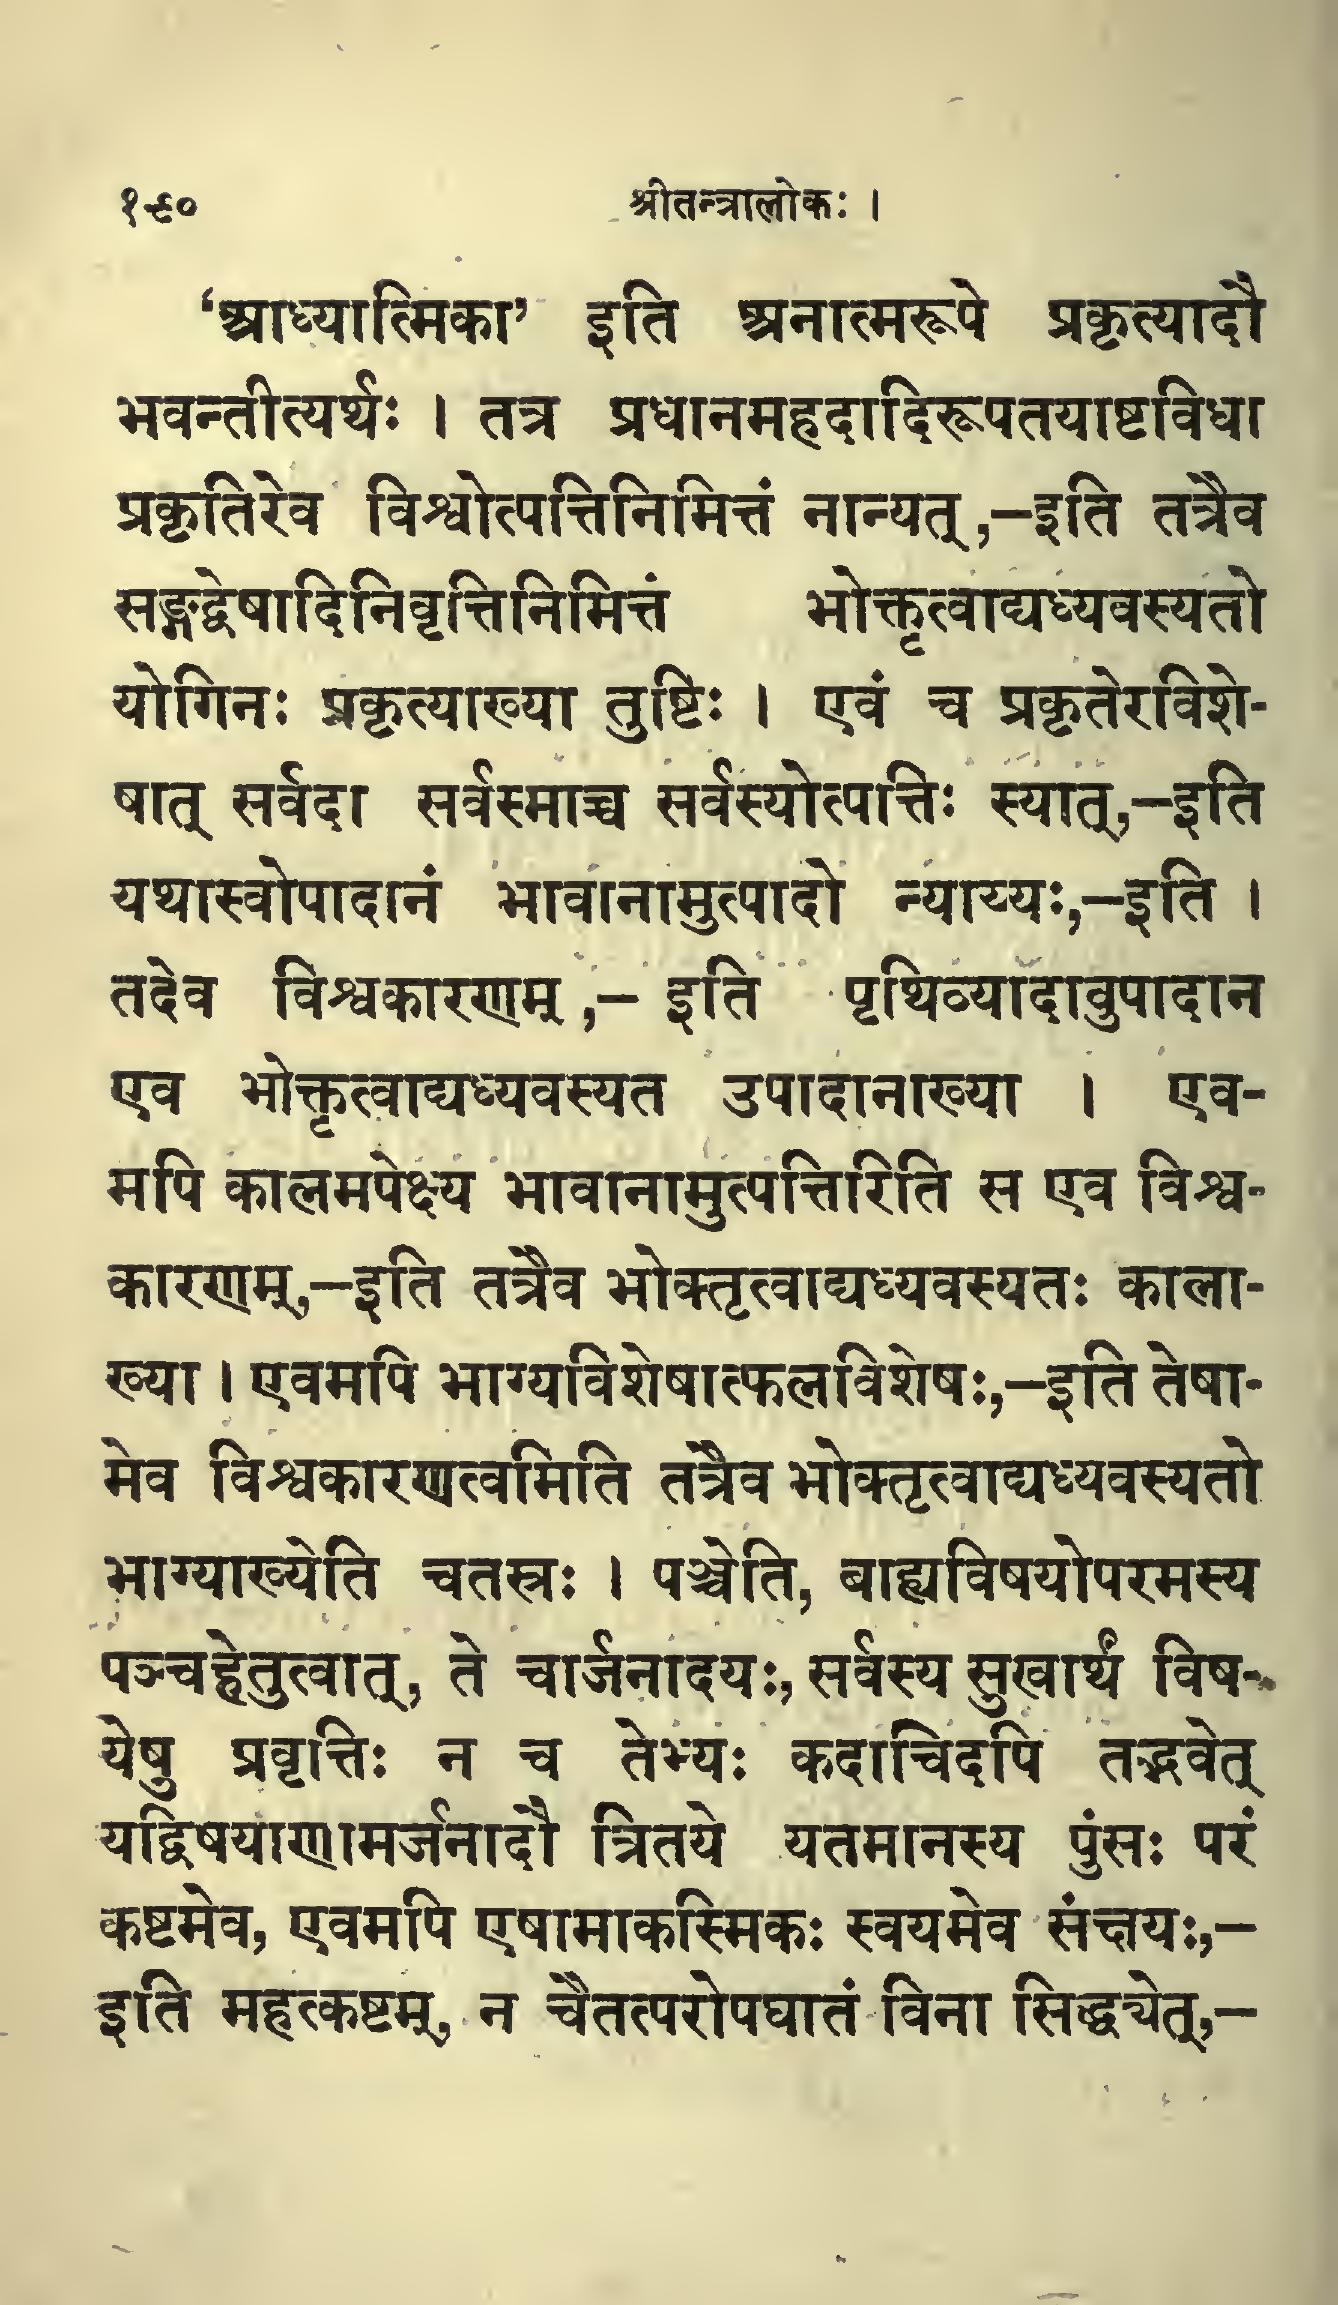 १९० श्रीतन्त्रालोकः ।
‘आध्यात्मिका’ इति अनात्मरूपे प्रकृत्यादौ
भवन्तीत्यर्थः । तत्र प्रधानमहदादिरूपतयाष्टविधा
प्रकृतिरेव विश्वोत्पत्तिनिमित्तं नान्यत्,—इति तत्रैव
सङ्गद्वेषादिनिवृत्तिनिमित्तं भोक्तृत्वाद्यध्यवस्यतो
योगिनः प्रकृत्याख्या तुष्टिः । एवं च प्रकृतेरविशे-
षात् सर्वदा सर्वस्माच्च सर्वस्योत्पत्तिः स्यात्,—इति
यथास्वोपादानं भावानामुत्पादो न्याय्यः,—इति ।
तदेव विश्वकारणम्,— इति पृथिव्यादावुपादान
एव भोक्तृत्वाद्यध्यवस्यत उपादानाख्या । एव-
मपि कालमपेक्ष्य भावानामुत्पत्तिरिति स एव विश्व-
कारणम्,—इति तत्रैव भोक्तृत्वाद्यध्यवस्यतः काला-
ख्या । एवमपि भाग्यविशेषात्फलविशेषः,—इति तेषा-
मेव विश्वकारणत्वमिति तत्रैव भोक्तृत्वाद्यध्यवस्यतो
भाग्याख्येति चतस्रः । पञ्चेति, बाह्यविषयोपरमस्य
पञ्चहेतुत्वात्, ते चार्जनादयः, सर्वस्य सुखार्थं विष-
येषु प्रवृत्तिः न च तेभ्यः कदाचिदपि तद्भवेत्
यद्विषयाणामर्जनादौ त्रितये यतमानस्य पुंसः परं
कष्टमेव, एवमपि एषामाकस्मिकः स्वयमेव संक्षयः,—
इति महत्कष्टम्, न चैतत्परोपघातं विना सिद्ध्येत्,—